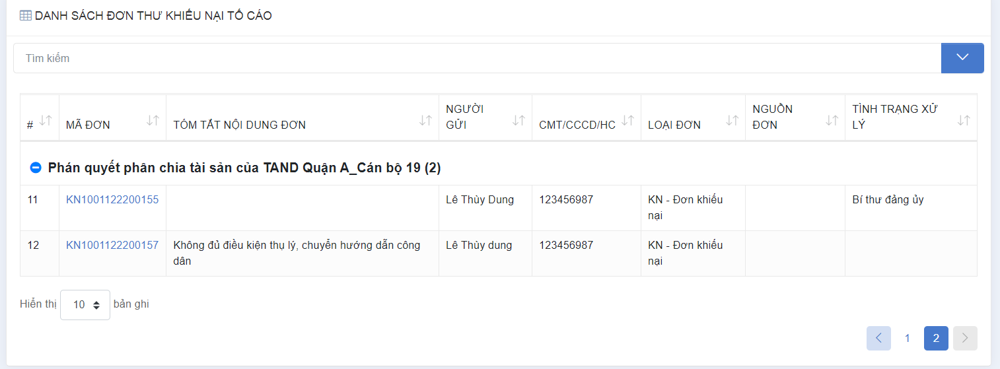 DANH SÁCH ĐƠN THƯ KHIẾU NẠI TỐ CÁO
Tìm kiếm
#
MÃ ĐƠN
TÓM TẮT NỘI DUNG ĐƠN
NGƯỜI
GỬI
CMT/CCCD/HC
LOẠI ĐƠN
NGUỒN
ĐƠN
TÌNH TRẠNG XỬ
LÝ
Phán quyết phân chia tài sản của TAND Quận A_Cán bộ 19 (2)
11
KN1001122200155
Lê Thùy Dung
123456987
KN - Đơn khiếu
nại
Bí thư đảng ủy
12
KN1001122200157
Không đủ điều kiện thụ lý, chuyển hướng dẫn công
dân
Lê Thùy dung
123456987
KN - Đơn khiếu
nại
Hiển thị 10 bản ghi
1 2